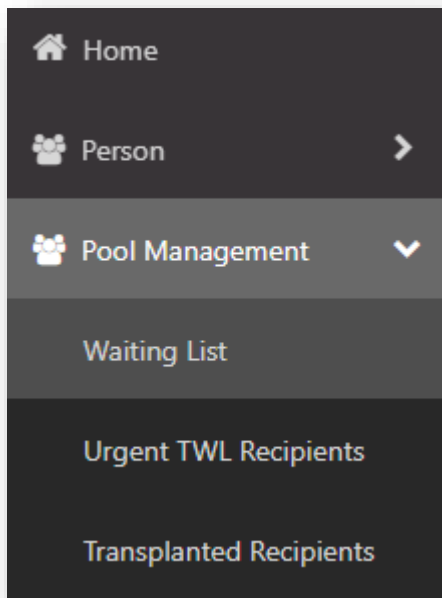 Home
Person
Pool Management
Waiting List
Urgent TWL Recipients
Transplanted Recipients